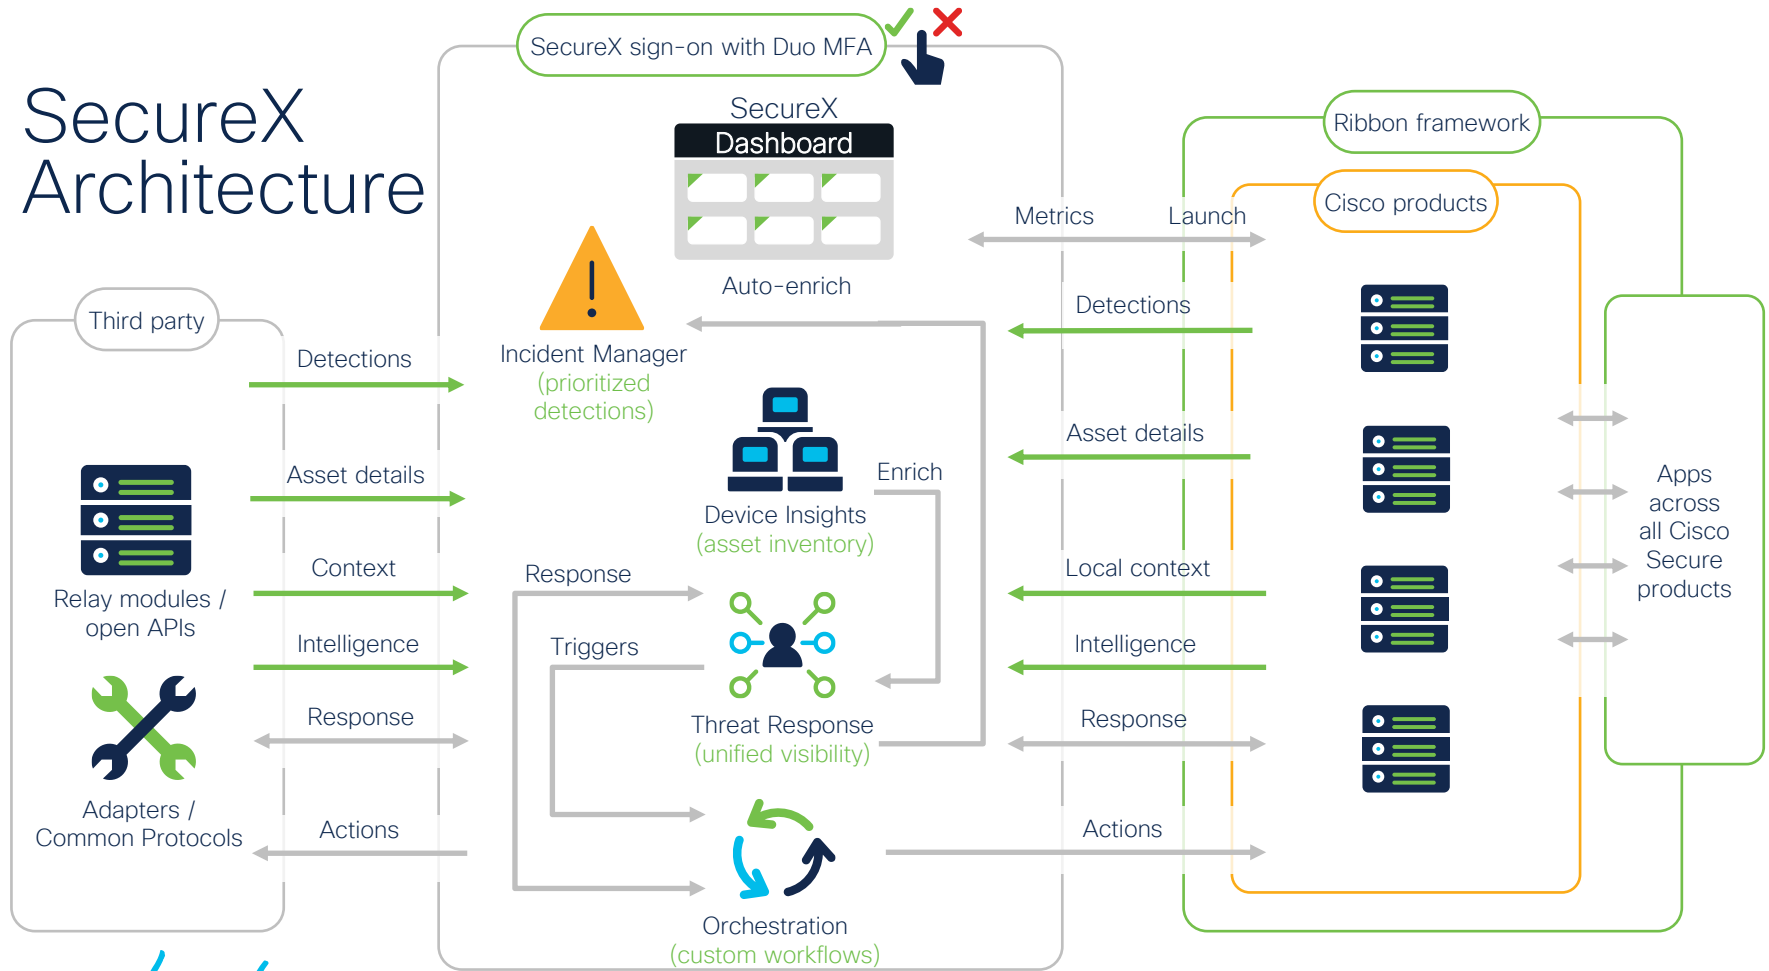 SecureX
Architecture
SecureX sign-on with Duo MFA
SecureX
Dashboard
Auto-enrich
Incident Manager
(prioritized
detections)
Device Insights
(asset inventory)
Enrich
Response
Triggers
Threat Response
(unified visibility)
Orchestration
(custom workflows)
Third party
Relay modules /
open APIs
Adapters /
Common Protocols
Detections
Asset details
Context
Intelligence
Response
Actions
Metrics
Launch
Detections
Asset details
Local context
Intelligence
Response
Actions
Ribbon framework
Cisco products
Apps
across
all Cisco
Secure
products